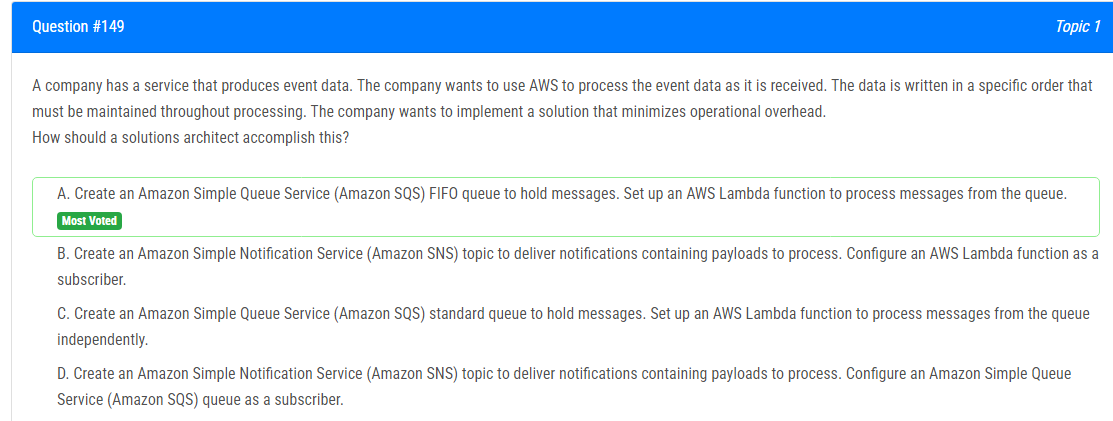 Question #149
Topic 1
A company has a service that produces event data. The company wants to use AWS to process the event data as it is received. The data is written in a specific order that
must be maintained throughout processing. The company wants to implement a solution that minimizes operational overhead.
How should a solutions architect accomplish this?
A. Create an Amazon Simple Queue Service (Amazon SQS) FIFO queue to hold messages. Set up an AWS Lambda function to process messages from the queue.
Most Voted
B. Create an Amazon Simple Notification Service (Amazon SNS) topic to deliver notifications containing payloads to process. Configure an AWS Lambda function as a
subscriber.
C. Create an Amazon Simple Queue Service (Amazon SQS) standard queue to hold messages. Set up an AWS Lambda function to process messages from the queue
independently.
D. Create an Amazon Simple Notification Service (Amazon SNS) topic to deliver notifications containing payloads to process. Configure an Amazon Simple Queue
Service (Amazon SQS) queue as a subscriber.